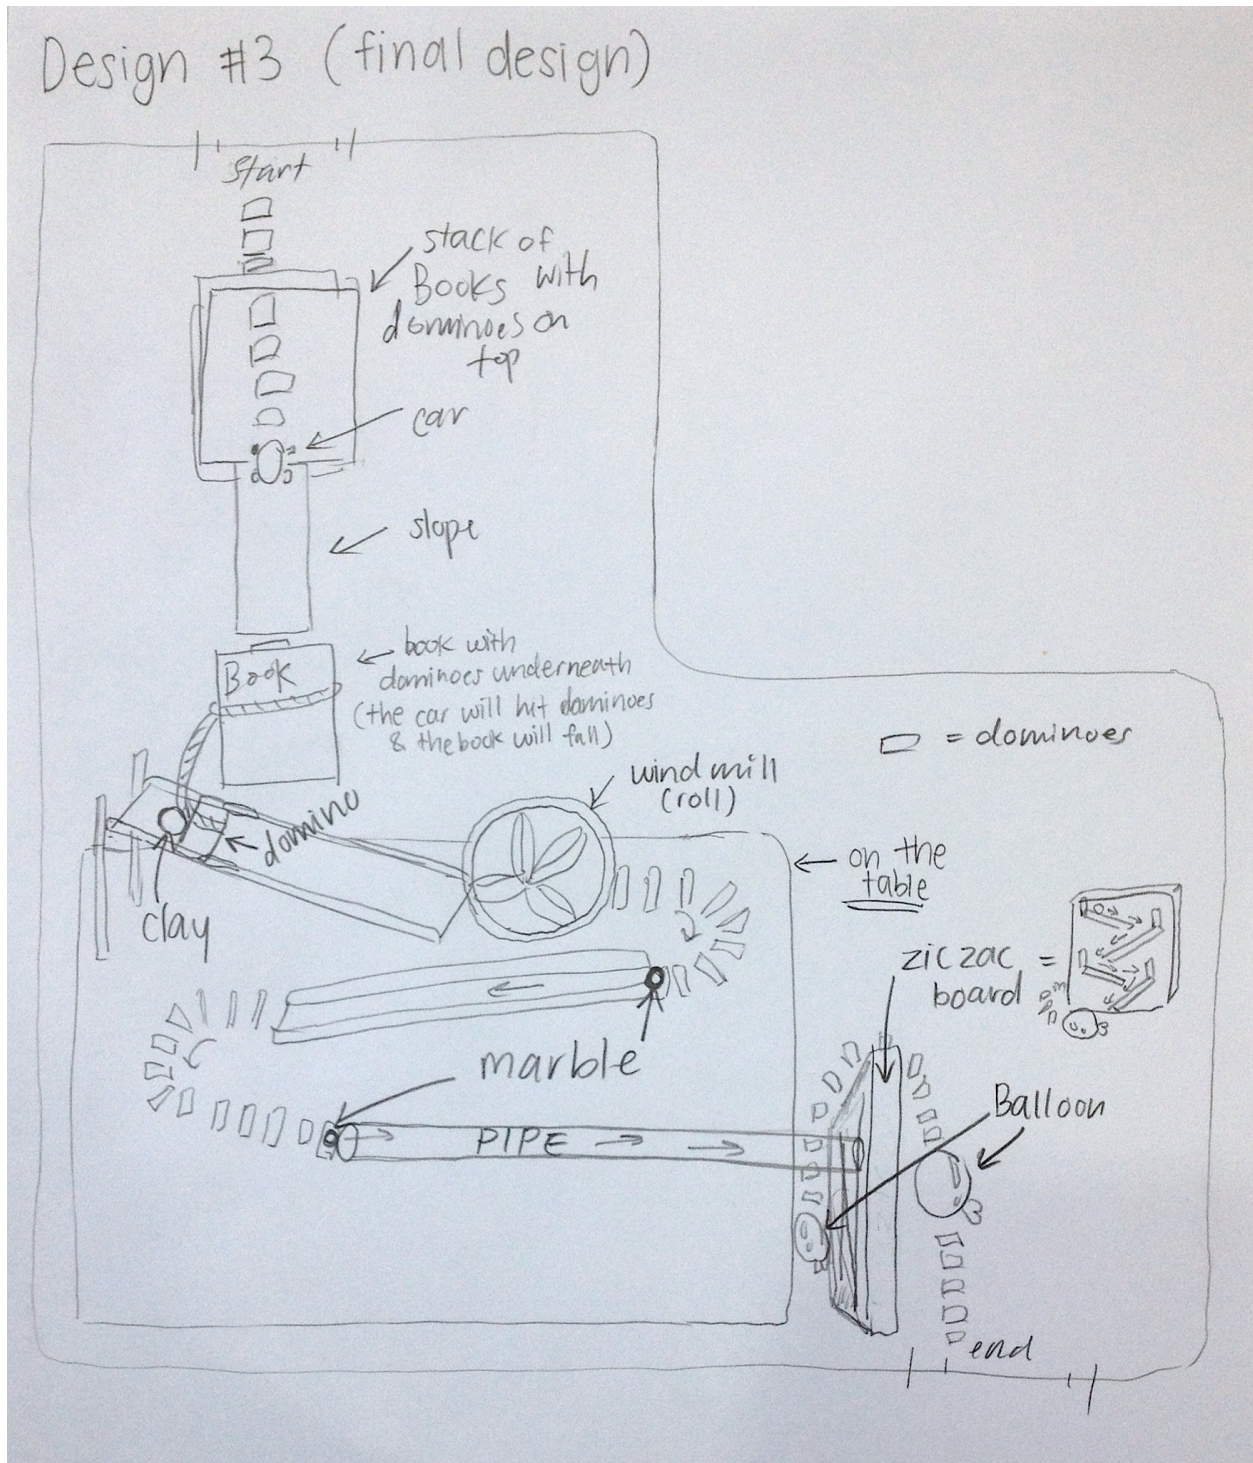 Design #3 (final design)
Start
stack of
Books with
dominoes on
top
car
slope
book with
dominoes underneath
(the car will hit dominoes
& the book will fall)
Book
= dominoes
wind mill
(roll)
domino
on the
table
clay
zic zac
board
=
marble
Balloon
PIPE
end